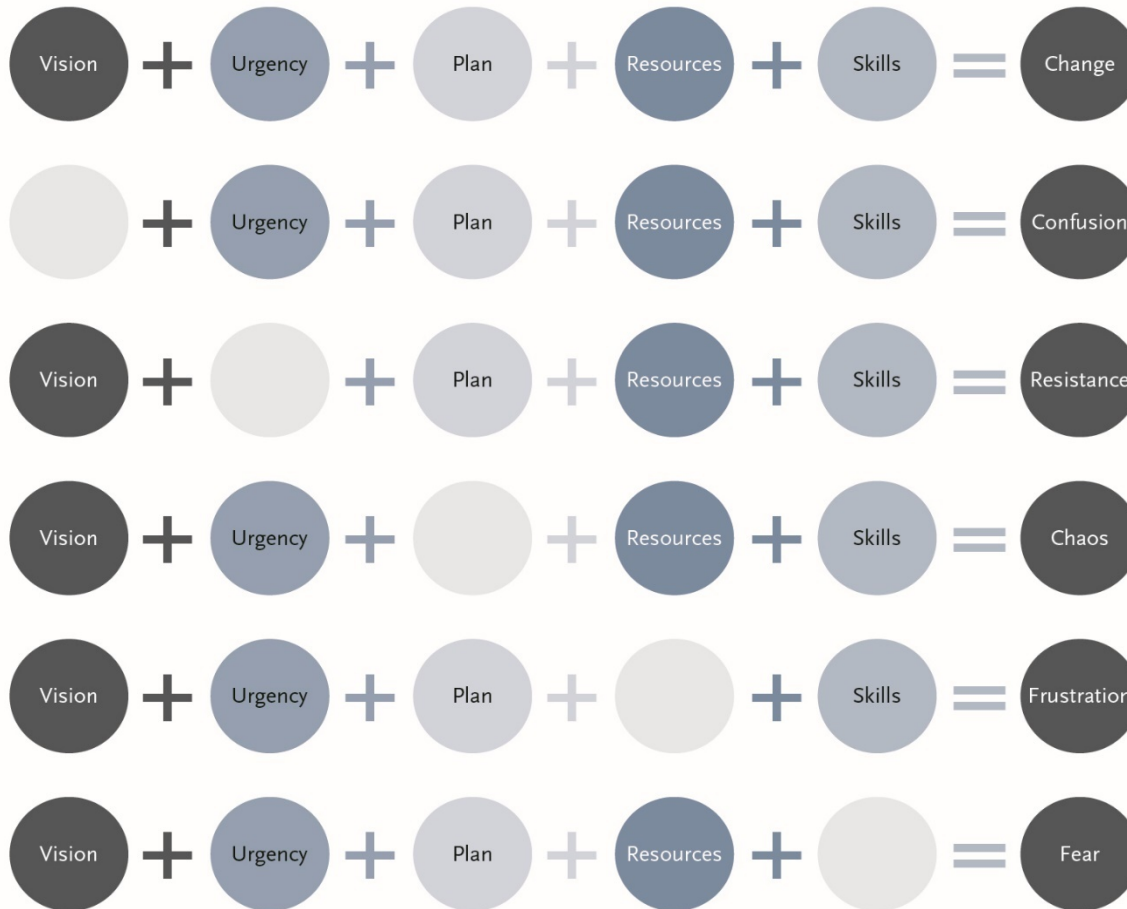 Vision + Urgency + Plan + Resources + Skills = Change
+ Urgency + Plan + Resources + Skills = Confusion
Vision + + Plan + Resources + Skills = Resistance
Vision + Urgency + + Resources + Skills = Chaos
Vision + Urgency + Plan + + Skills = Frustration
Vision + Urgency + Plan + Resources + = Fear